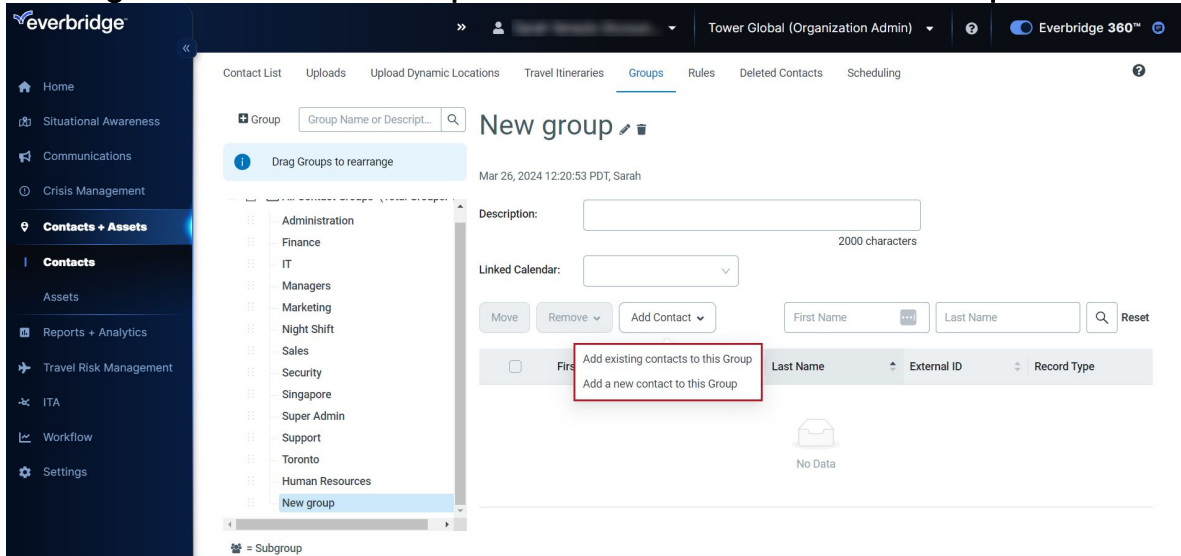 everbridge
»
Tower Global (Organization Admin)
Everbridge 360™
«
Home
Situational Awareness
Communications
Crisis Management
Contacts + Assets
Contacts
Assets
Reports + Analytics
Travel Risk Management
ITA
Workflow
Settings
Contact List Uploads Upload Dynamic Locations Travel Itineraries Groups Rules Deleted Contacts Scheduling
Group
Group Name or Descript...
Drag Groups to rearrange
Administration
Finance
IT
Managers
Marketing
Night Shift
Sales
Security
Singapore
Super Admin
Support
Toronto
Human Resources
New group
= Subgroup
New group
Mar 26, 2024 12:20:53 PDT, Sarah
Description:
2000 characters
Linked Calendar:
Move Remove Add Contact First Name Last Name Reset
Add existing contacts to this Group
Add a new contact to this Group
Last Name External ID Record Type
No Data